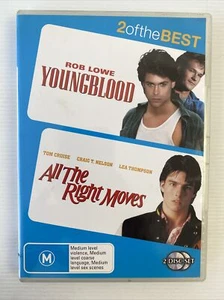 2oftheBEST
ROB LOWE
YOUNGBLOOD
TOM CRUISE CRAIG T. NELSON LEA THOMPSON
All The
Right Moves
M
Medium level
violence, Medium
level coarse
language, Medium
level sex scenes
2 DISC SET